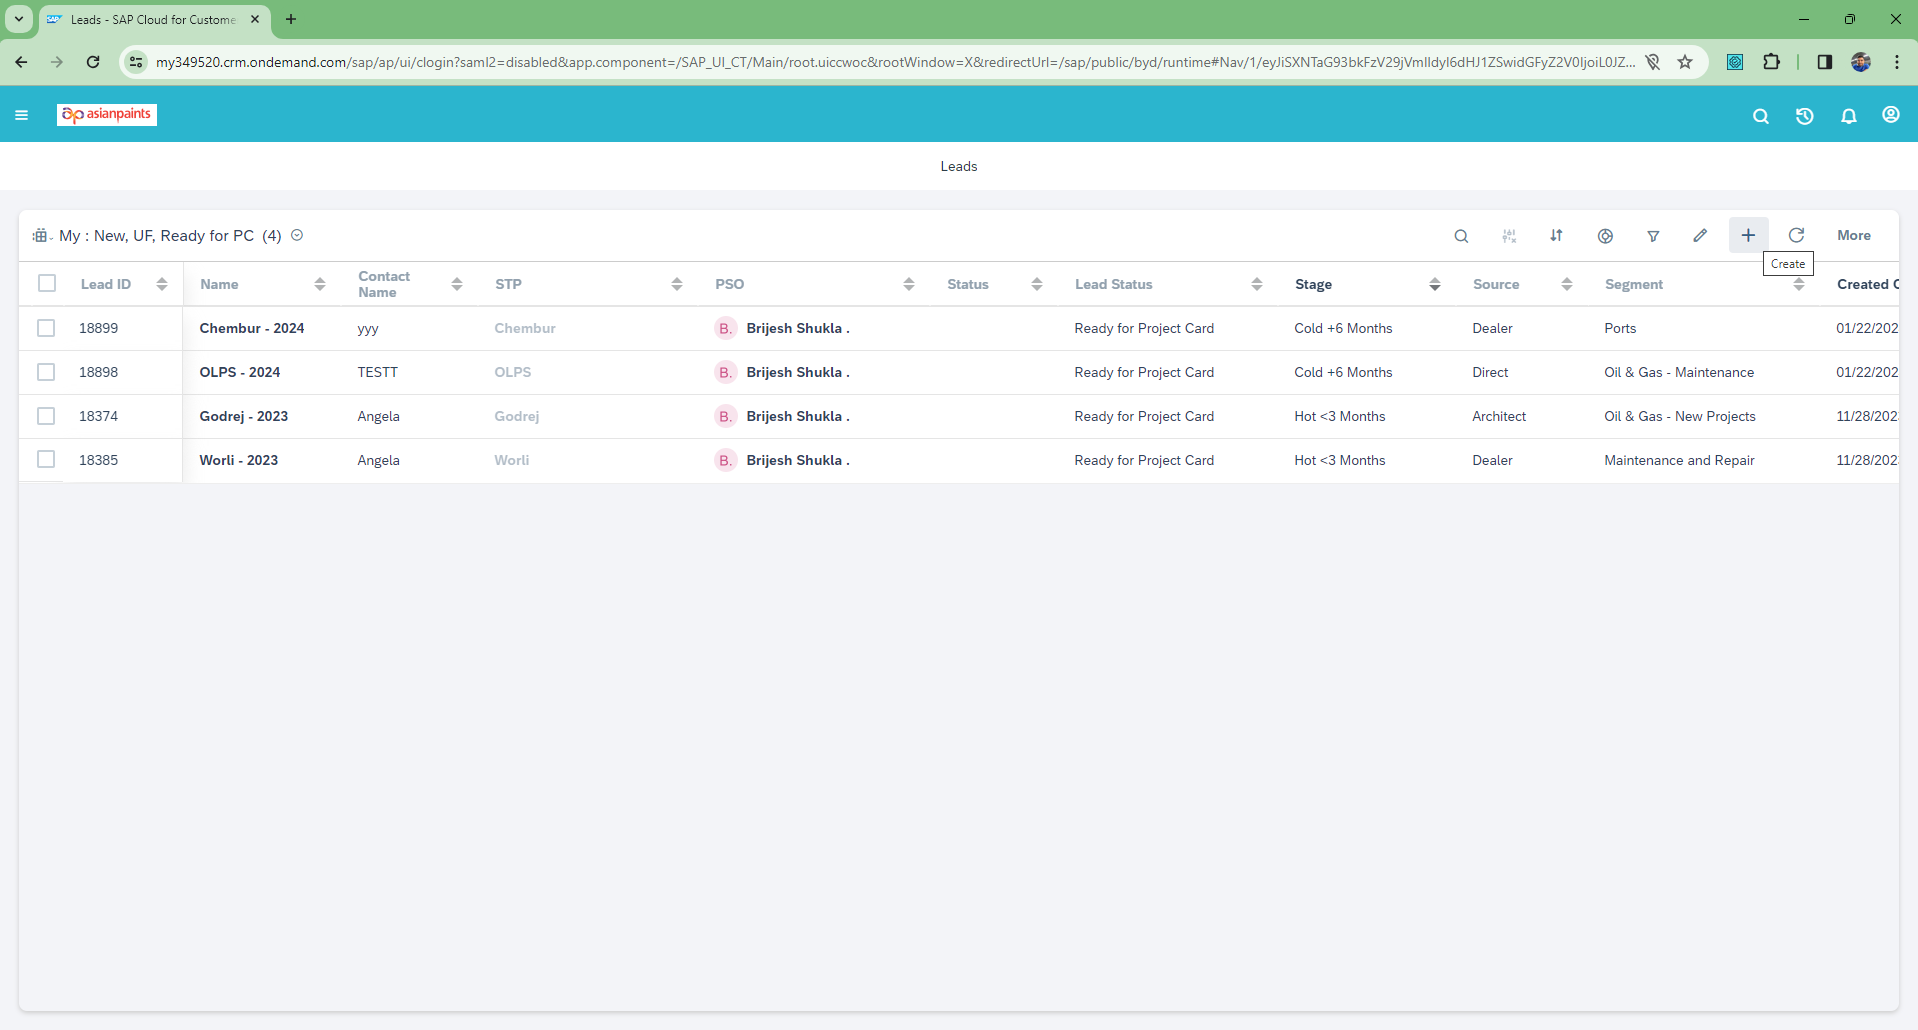 Leads - SAP Cloud for Custome
my349520.crm.ondemand.com/sap/ap/ui/clogin?saml2=disabled&app.component=/SAP_UI_CT/Main/root.uiccwoc&rootWindow=X&redirectUrl=/sap/public/byd/runtime#Nav/1/eyJiSXNTaG93bkFzV29jVmlldyI6dHJ1ZSwidGFyZ2V0IjoiL0JZ...
asianpaints
Leads
My : New, UF, Ready for PC (4)
More
Create
Lead ID Name Contact Name STP PSO Status Lead Status Stage Source Segment Created
18899 Chembur - 2024 yyy Chembur B. Brijesh Shukla . Ready for Project Card Cold +6 Months Dealer Ports 01/22/202
18898 OLPS - 2024 TESTT OLPS B. Brijesh Shukla . Ready for Project Card Cold +6 Months Direct Oil & Gas - Maintenance 01/22/202
18374 Godrej - 2023 Angela Godrej B. Brijesh Shukla . Ready for Project Card Hot <3 Months Architect Oil & Gas - New Projects 11/28/202
18385 Worli - 2023 Angela Worli B. Brijesh Shukla . Ready for Project Card Hot <3 Months Dealer Maintenance and Repair 11/28/202